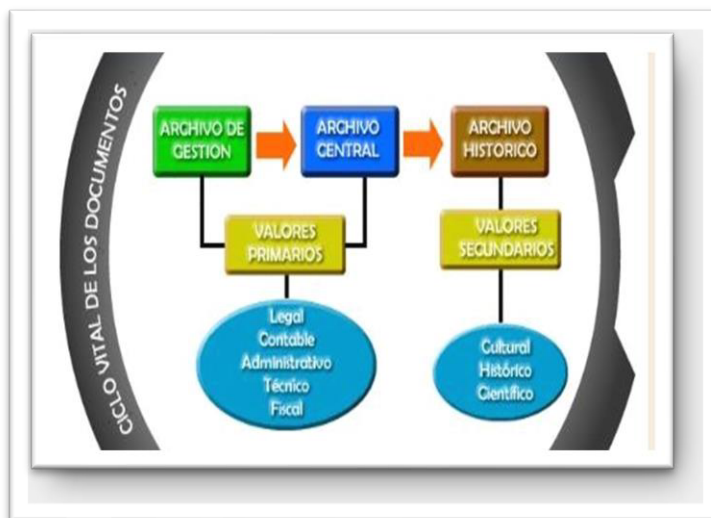 CICLO VITAL DE LOS DOCUMENTOS
ARCHIVO DE
GESTION
ARCHIVO
CENTRAL
ARCHIVO
HISTORICO
VALORES
PRIMARIOS
VALORES
SECUNDÁRIOS
Legal
Contable
Administrativo
Técnico
Fiscal
Cultural
Histórico
Científico